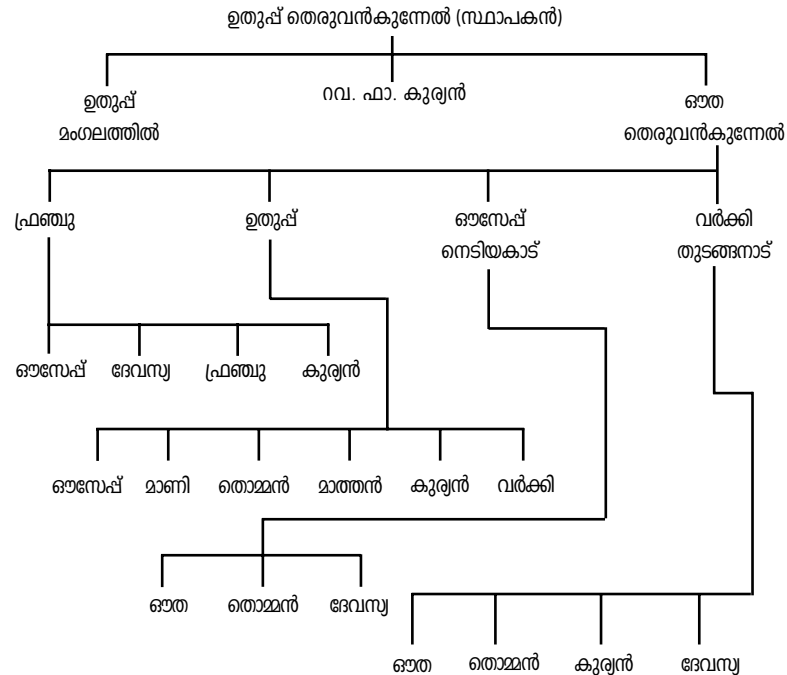 ഉതുപ്പ് തെരുവൻകുന്നേൽ (സ്ഥാപകൻ)
ഉതുപ്പ്
മംഗലത്തിൽ
റവ. ഫാ. കുര്യൻ
ഔത
തെരുവൻകുന്നേൽ
ഫ്രഞ്ചു
ഉതുപ്പ്
ഔസേപ്പ്
നെടിയകാട്
വർക്കി
തുടങ്ങനാട്
ഔസേപ്പ് ദേവസ്യ ഫ്രഞ്ചു കുര്യൻ
ഔസേപ്പ് മാണി തൊമ്മൻ മാത്തൻ കുര്യൻ വർക്കി
ഔത തൊമ്മൻ ദേവസ്യ
ഔത തൊമ്മൻ കുര്യൻ ദേവസ്യ